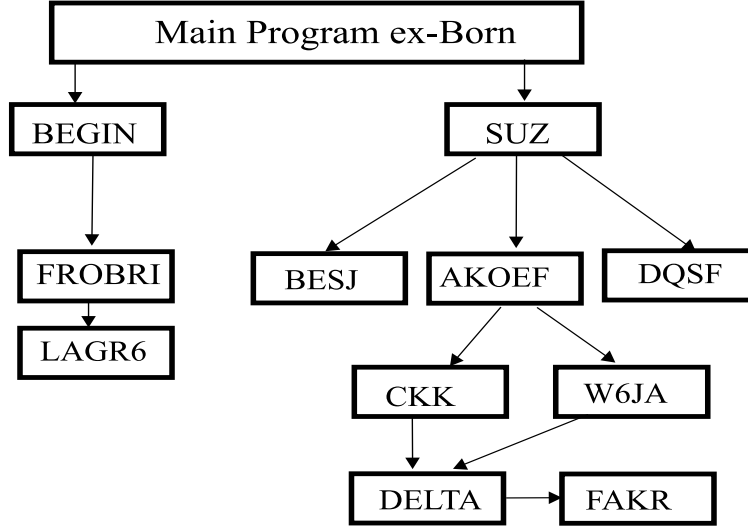 Main Program ex-Born
BEGIN
SUZ
FROBRI
BESJ
AKOEF
DQSF
LAGR6
CKK
W6JA
DELTA
FAKR